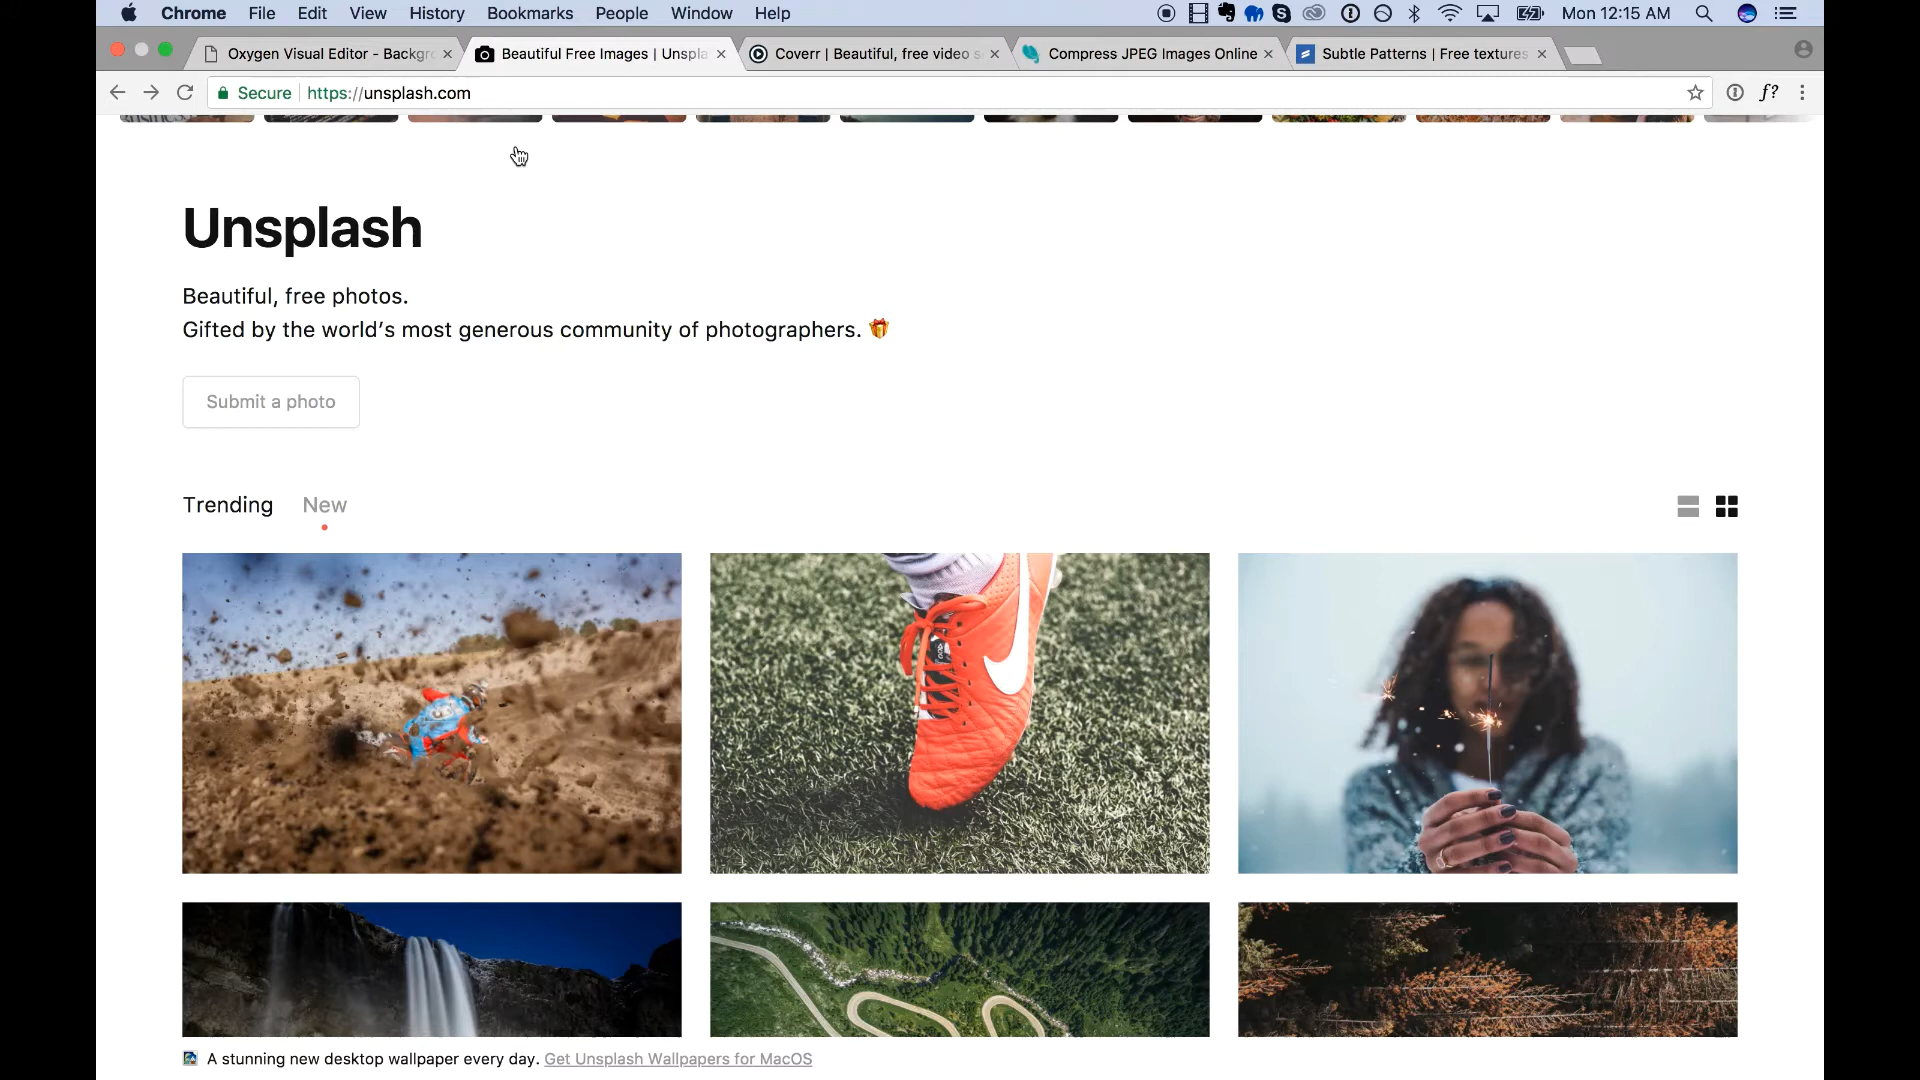 Chrome File Edit View History Bookmarks People Window Help Mon 12:15 AM
Oxygen Visual Editor - Backgr Beautiful Free Images | Unspla Coverr | Beautiful, free video s Compress JPEG Images Online Subtle Patterns | Free textures
Secure https://unsplash.com f?
Unsplash
Beautiful, free photos.
Gifted by the world's most generous community of photographers.
Submit a photo
Trending New
A stunning new desktop wallpaper every day. Get Unsplash Wallpapers for MacOS